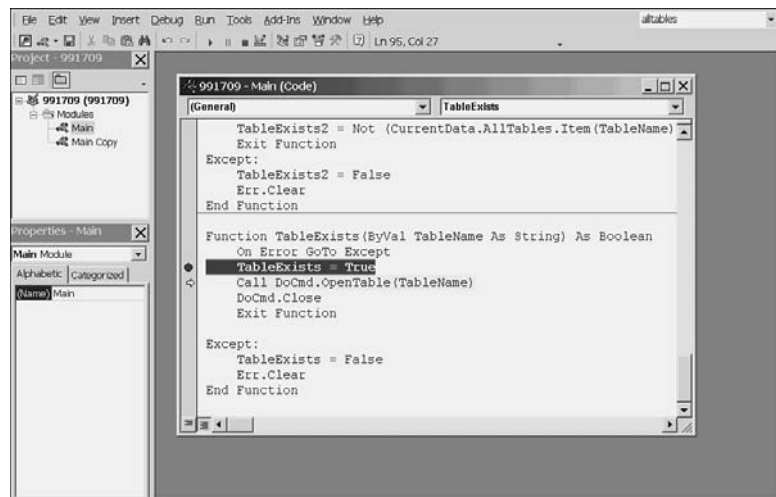 File Edit View Insert Debug Run Tools Add-Ins Window Help
alltables
Ln 95, Col 27
Project - 991709
991709 (991709)
Modules
Main
Main Copy
991709 - Main (Code)
(General)
TableExists
TableExists2 = Not (CurrentData.AllTables.Item(TableName)
Exit Function
Except:
TableExists2 = False
Err.Clear
End Function
Function TableExists(ByVal TableName As String) As Boolean
On Error GoTo Except
TableExists = True
Call DoCmd.OpenTable(TableName)
DoCmd.Close
Exit Function
Except:
TableExists = False
Err.Clear
End Function
Properties - Main
Main Module
Alphabetic Categorized
(Name) Main